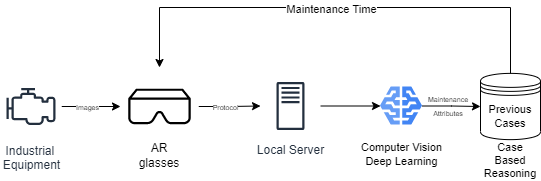 Maintenance Time
Images
Protocol
Maintenance
Attributes
Previous
Cases
Industrial
Equipment
AR
glasses
Local Server
Computer Vision
Deep Learning
Case
Based
Reasoning